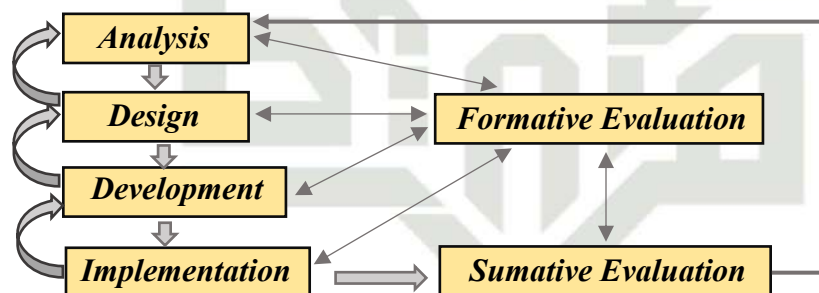 Analysis
Design
Formative Evaluation
Development
Implementation
Sumative Evaluation